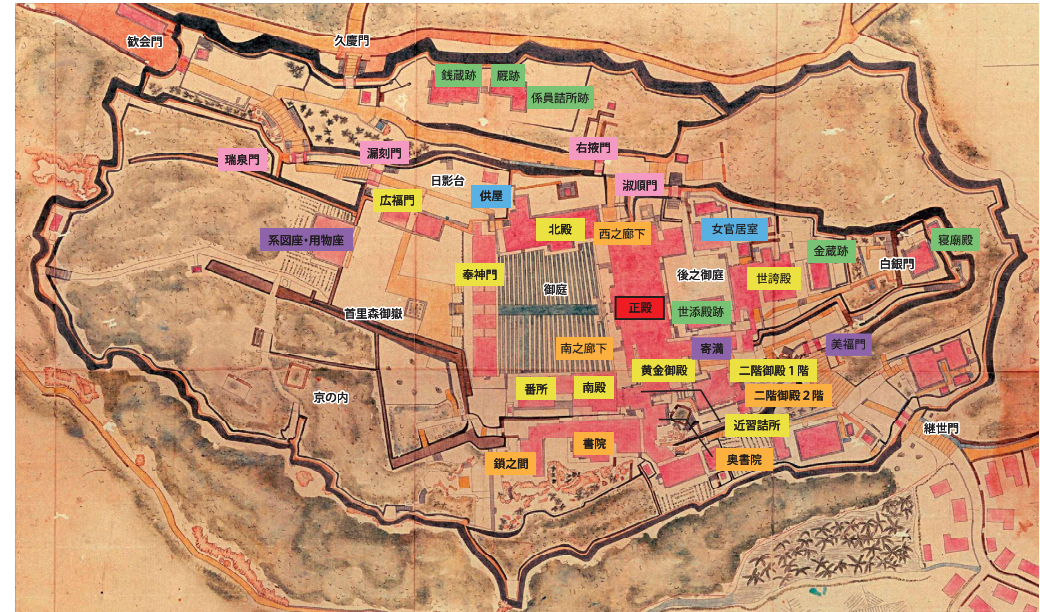 歓会門
久慶門
銭蔵跡
厩跡
係員詰所跡
瑞泉門
漏刻門
右掖門
日影台
淑順門
広福門
供屋
系図座・用物座
北殿
西之廊下
女官居室
金蔵跡
寝廟殿
白銀門
奉神門
御庭
後之御庭
世誇殿
首里森御嶽
正殿
世添殿跡
南之廊下
寄満
美福門
京の内
番所
南殿
黄金御殿
二階御殿1階
二階御殿2階
近習詰所
継世門
鎖之間
書院
奥書院